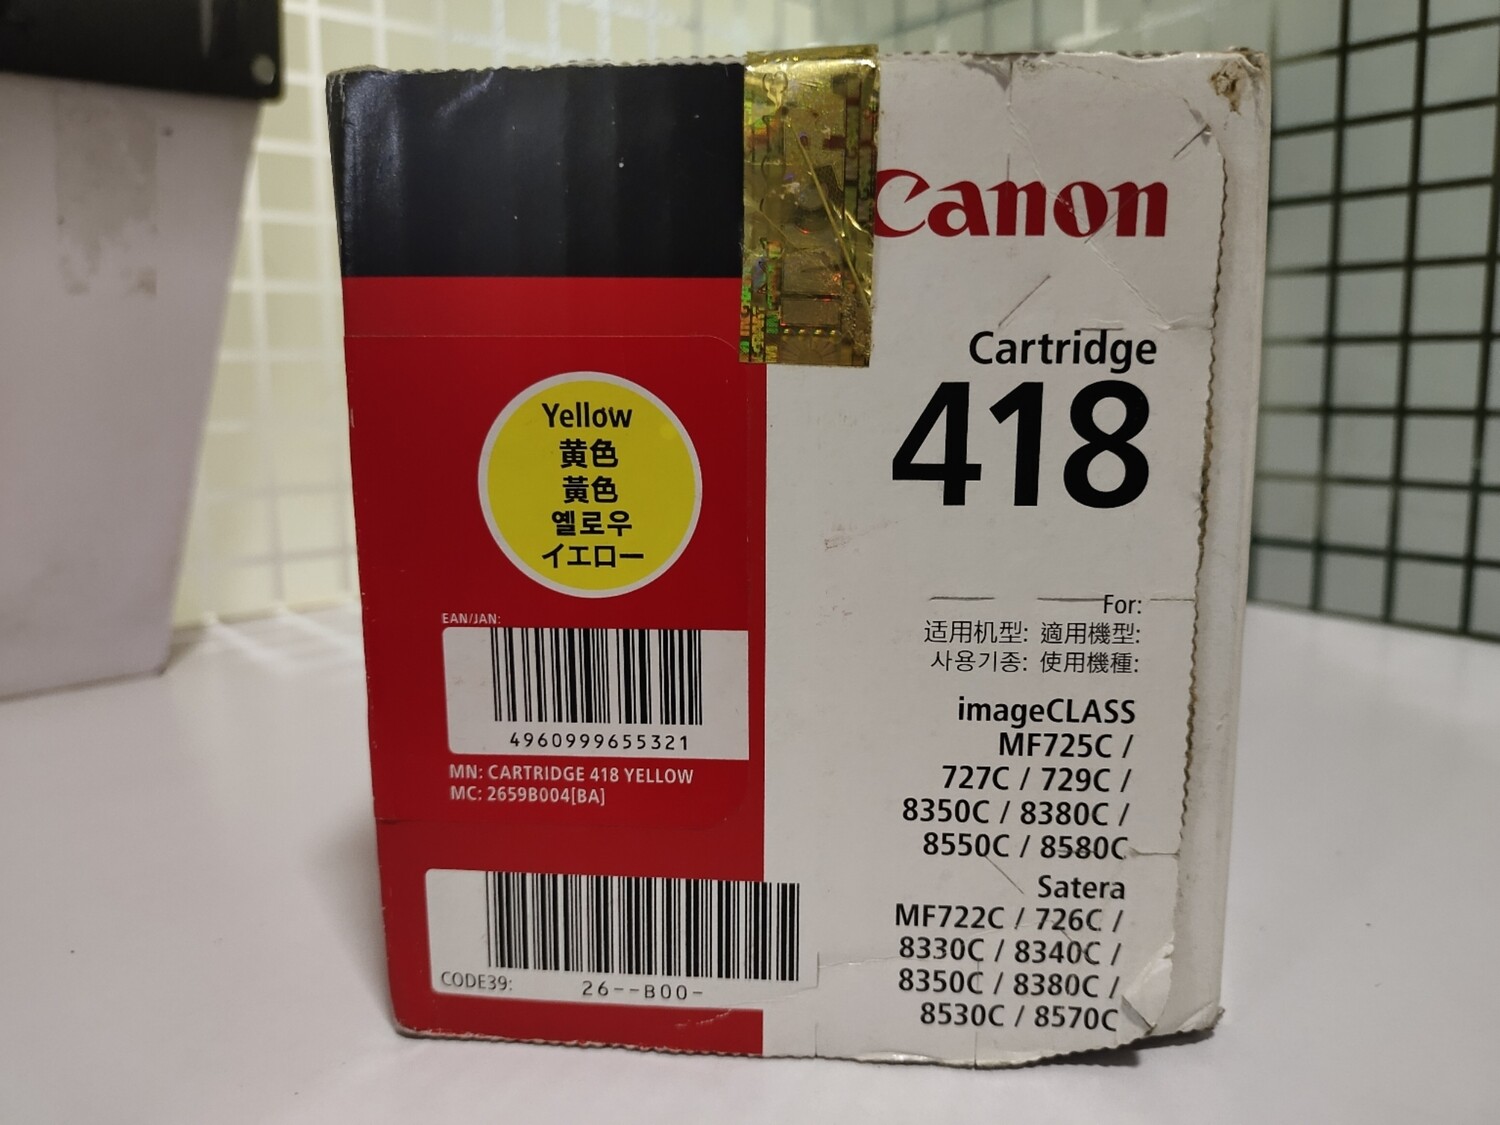 Canon
Cartridge
418
Yellow
黄色
黃色
옐로우
イエロー
EAN/JAN:
4960999655321
MN: CARTRIDGE 418 YELLOW
MC: 2659B004[BA]
CODE39:
26--B00-
For:
适用机型: 適用機型:
사용기종: 使用機種:
imageCLASS
MF725C /
727C / 729C /
8350C / 8380C /
8550C / 8580C
Satera
MF722C / 726C /
8330C / 8340C /
8350C / 8380C /
8530C / 8570C